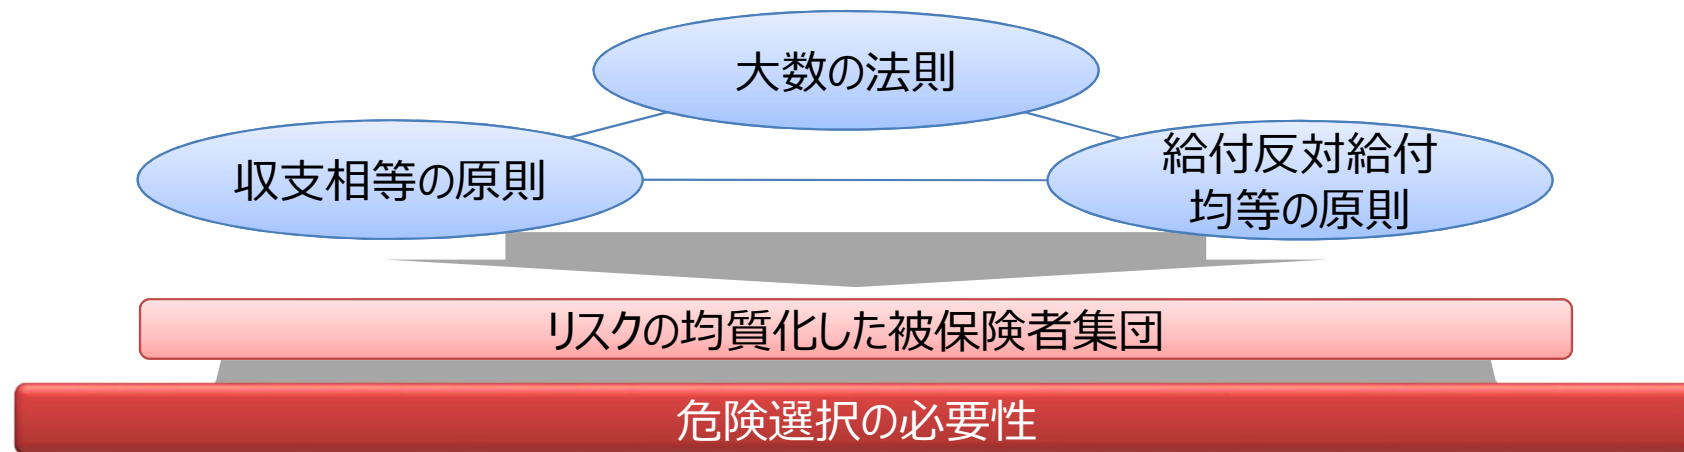 大数の法則
収支相等の原則
給付反対給付
均等の原則
リスクの均質化した被保険者集団
危険選択の必要性